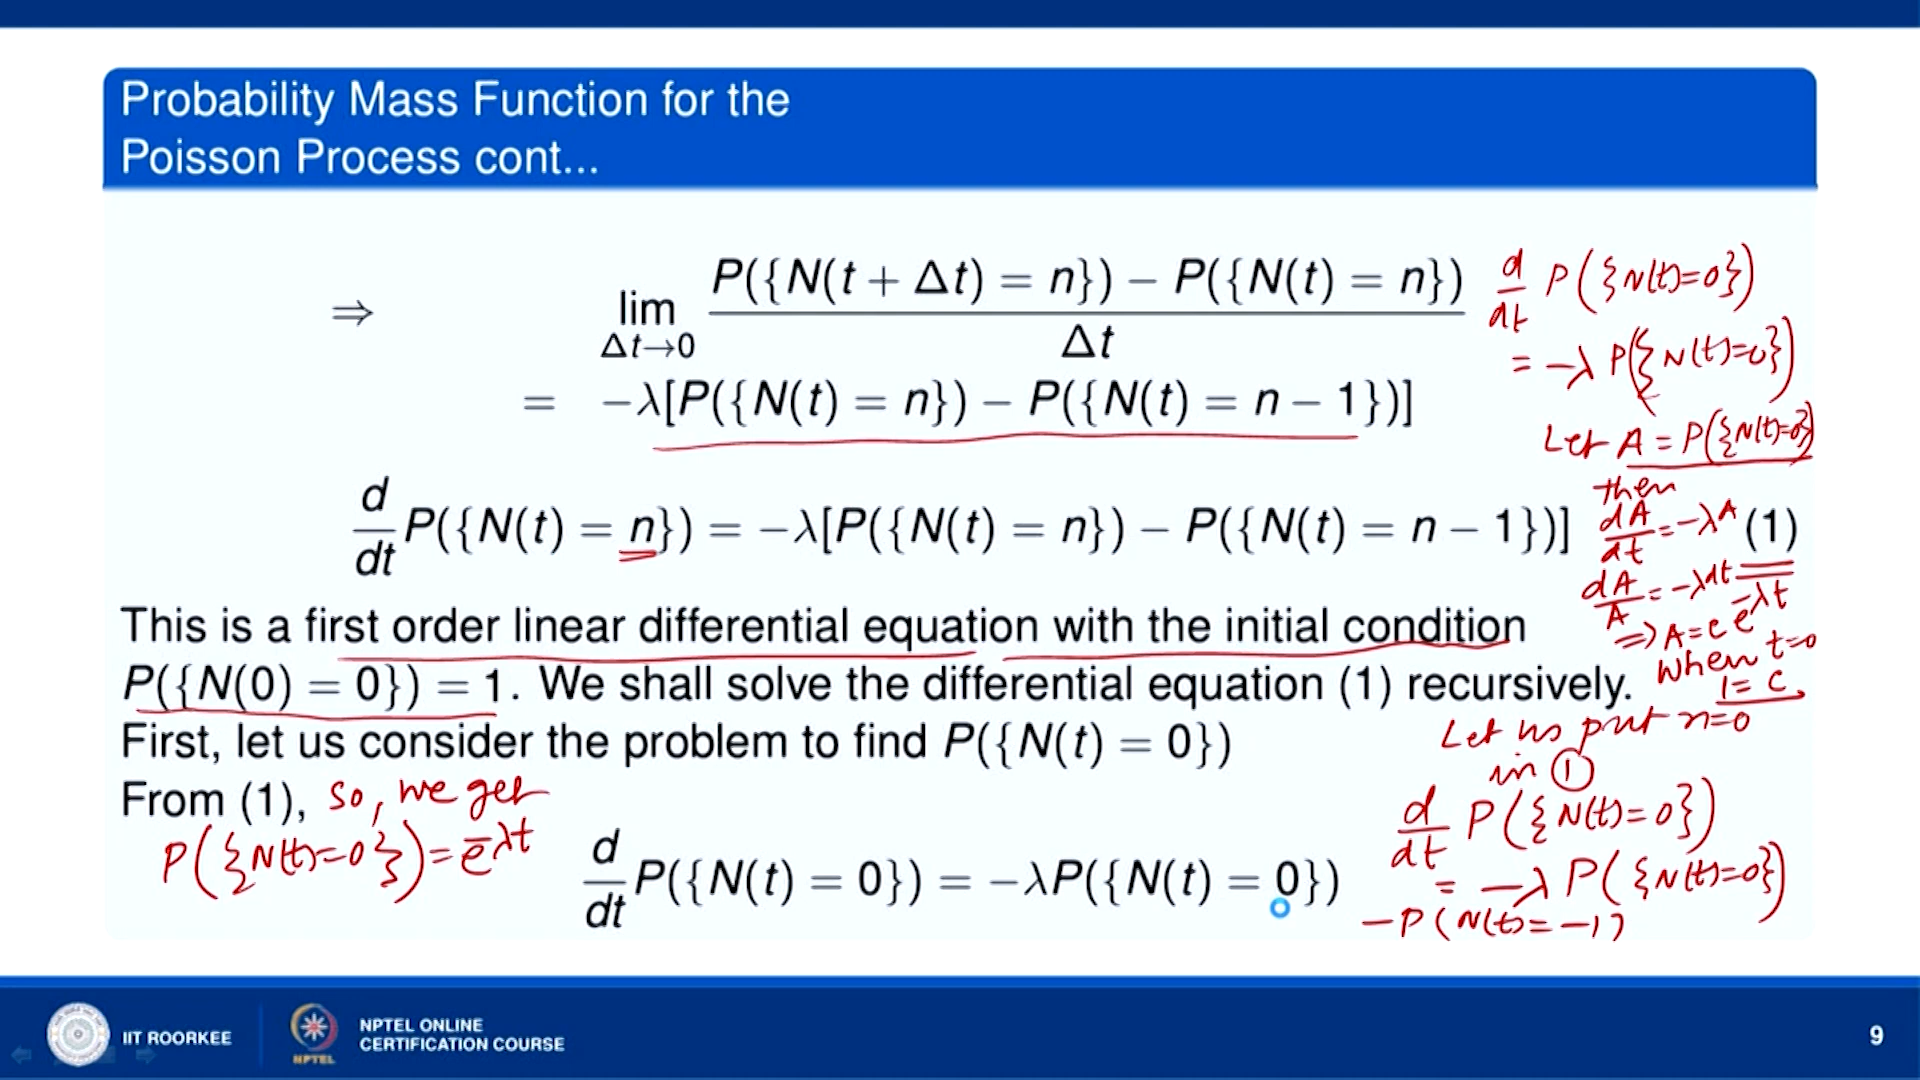 Probability Mass Function for the
Poisson Process cont...
⇒ lim Δt→0 P({N(t + Δt) = n}) − P({N(t) = n}) / Δt
= −λ[P({N(t) = n}) − P({N(t) = n − 1})]
d/dt P({N(t) = n}) = −λ[P({N(t) = n}) − P({N(t) = n − 1})] (1)
This is a first order linear differential equation with the initial condition
P({N(0) = 0}) = 1. We shall solve the differential equation (1) recursively.
First, let us consider the problem to find P({N(t) = 0})
From (1),
d/dt P({N(t) = 0}) = −λP({N(t) = 0})
so, we get
P({N(t)=0}) = e^-λt
d/dt P({N(t)=0})
= −λ P({N(t)=0})
Let A = P({N(t)=0})
then
dA/dt = −λA
dA/A = −λdt
⇒ A = c e^-λt
when t=0
1 = c
Let us put n=0
in ①
d/dt P({N(t)=0})
= −λ P({N(t)=0})
− P(N(t) = −1)
IIT ROORKEE
NPTEL
NPTEL ONLINE
CERTIFICATION COURSE
9